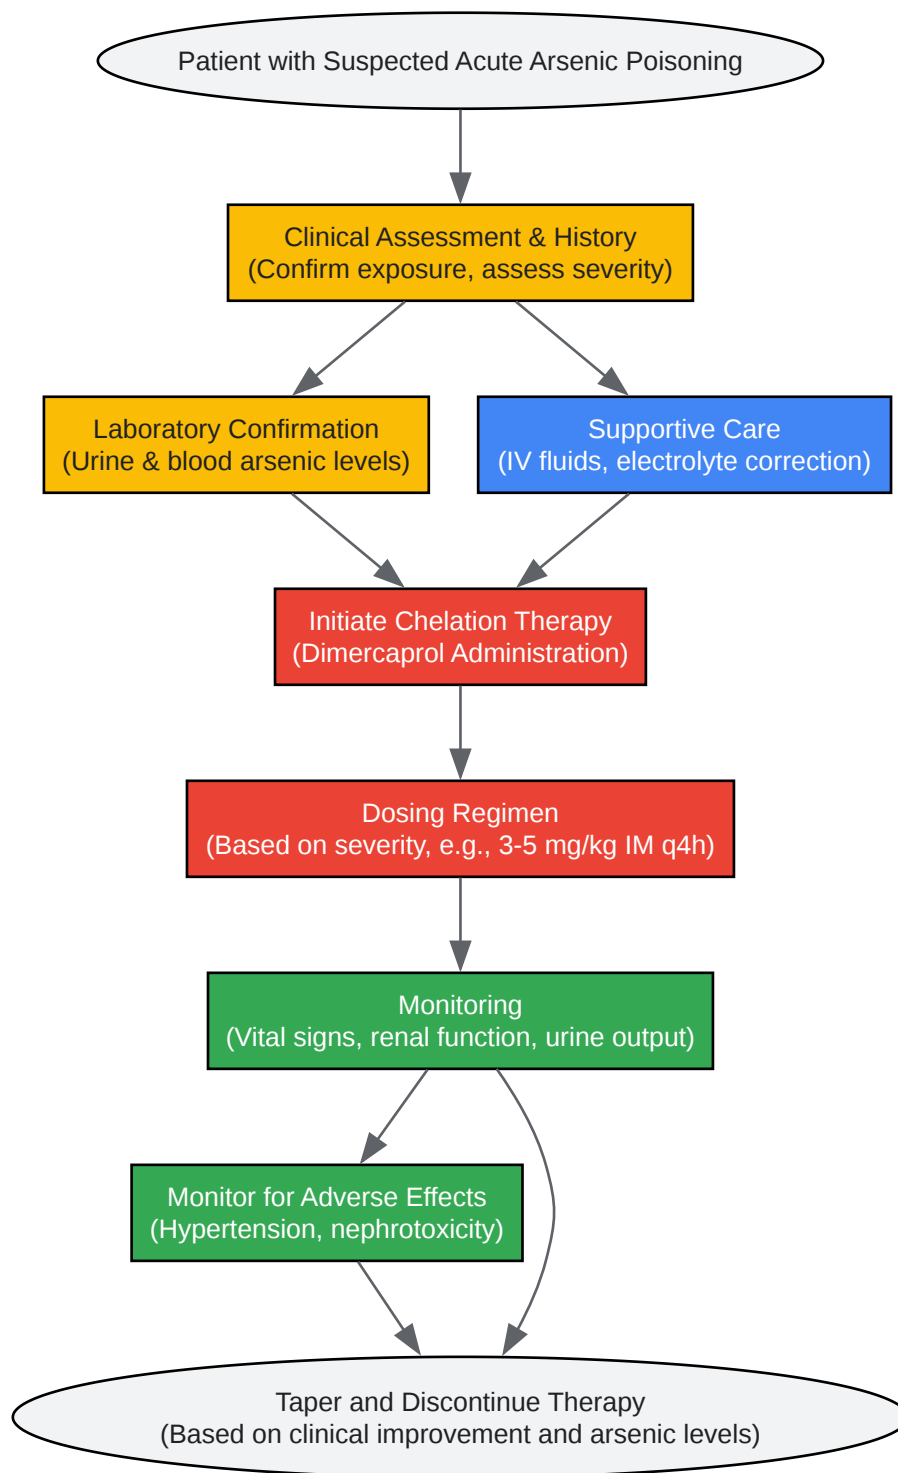 Patient with Suspected Acute Arsenic Poisoning
Clinical Assessment & History
(Confirm exposure, assess severity)
Laboratory Confirmation
(Urine & blood arsenic levels)
Supportive Care
(IV fluids, electrolyte correction)
Initiate Chelation Therapy
(Dimercaprol Administration)
Dosing Regimen
(Based on severity, e.g., 3-5 mg/kg IM q4h)
Monitoring
(Vital signs, renal function, urine output)
Monitor for Adverse Effects
(Hypertension, nephrotoxicity)
Taper and Discontinue Therapy
(Based on clinical improvement and arsenic levels)